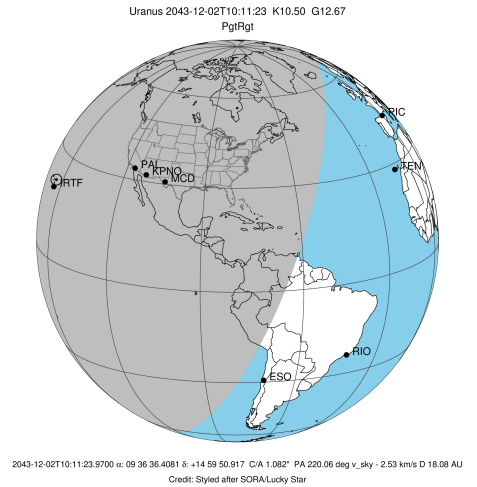 Uranus 2043-12-02T10:11:23 K10.50 G12.67
PgtRgt
PIC
TEN
PAL
KPNO
MCD
IRTF
RIO
ESO
2043-12-02T10:11:23.9700 α: 09 36 36.4081 δ: +14 59 50.917 C/A 1.082" PA 220.06 deg v_sky - 2.53 km/s D 18.08 AU
Credit: Styled after SORA/Lucky Star